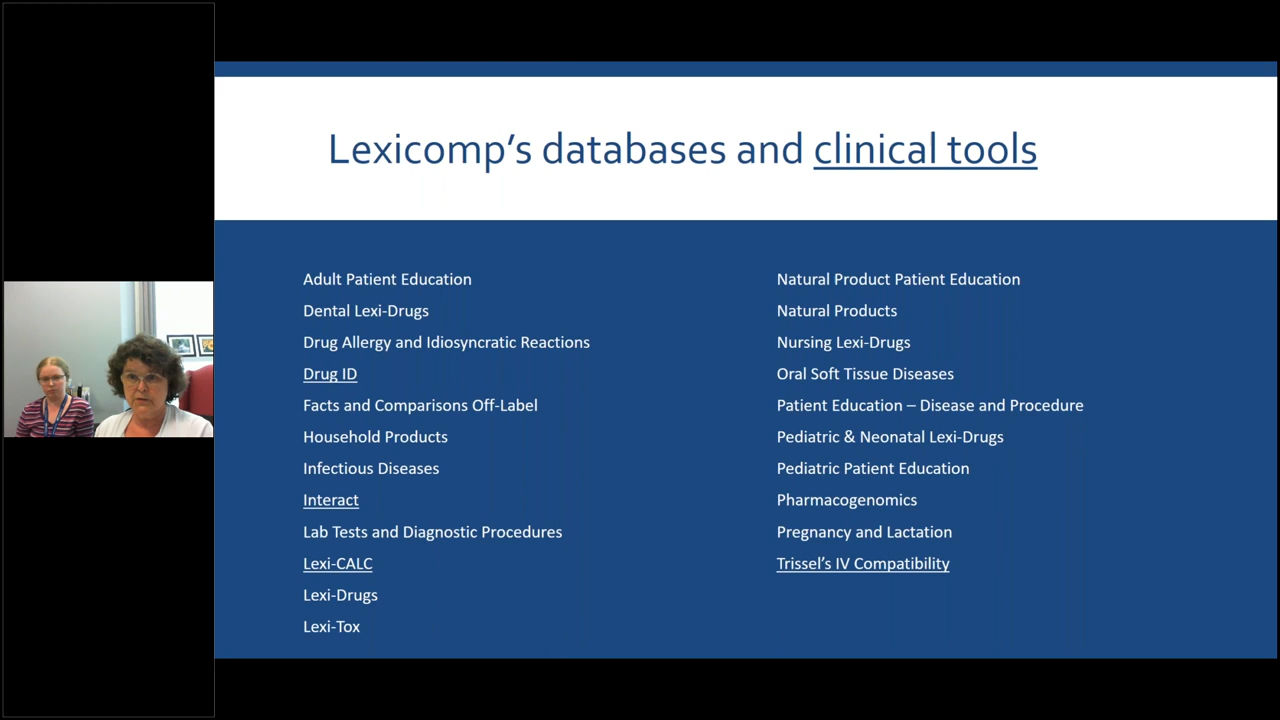 Lexicomp’s databases and clinical tools
Adult Patient Education
Dental Lexi-Drugs
Drug Allergy and Idiosyncratic Reactions
Drug ID
Facts and Comparisons Off-Label
Household Products
Infectious Diseases
Interact
Lab Tests and Diagnostic Procedures
Lexi-CALC
Lexi-Drugs
Lexi-Tox
Natural Product Patient Education
Natural Products
Nursing Lexi-Drugs
Oral Soft Tissue Diseases
Patient Education – Disease and Procedure
Pediatric & Neonatal Lexi-Drugs
Pediatric Patient Education
Pharmacogenomics
Pregnancy and Lactation
Trissel’s IV Compatibility